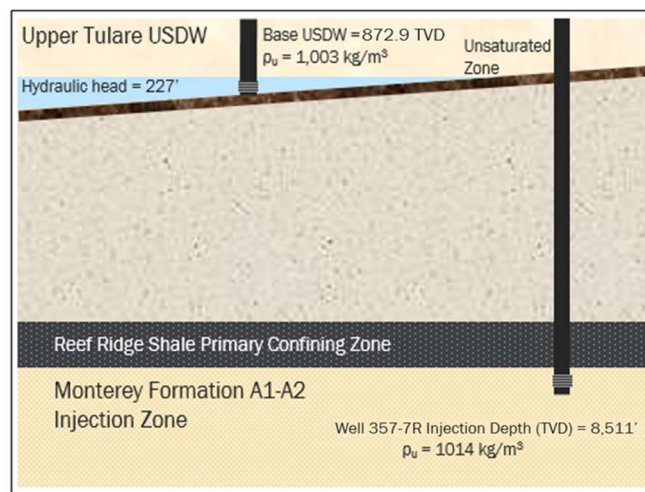 Upper Tulare USDW
Base USDW = 872.9 TVD
ρᵤ = 1,003 kg/m³
Unsaturated
Zone
Hydraulic head = 227'
Reef Ridge Shale Primary Confining Zone
Monterey Formation A1-A2
Injection Zone
Well 357-7R Injection Depth (TVD) = 8,511'
ρᵤ = 1014 kg/m³